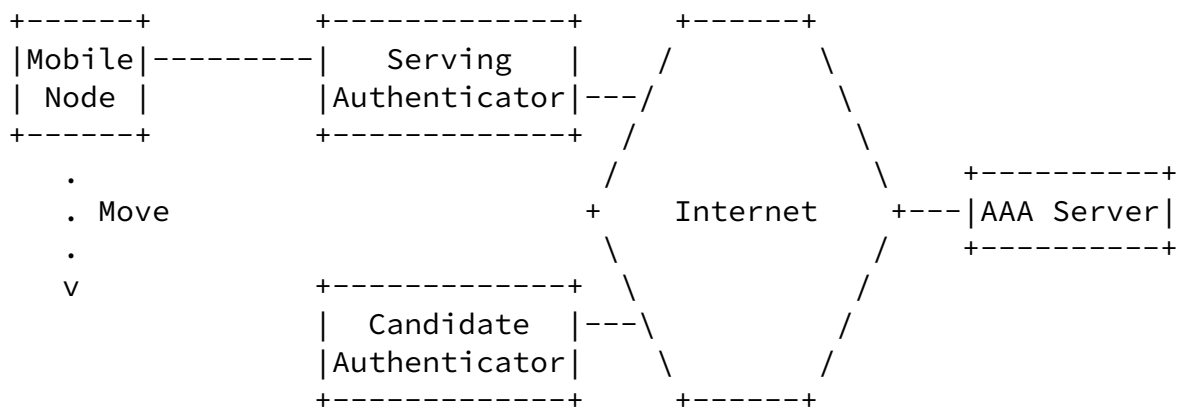 +------+         +-------------+      +------+
|Mobile|---------|   Serving   |     /        \
| Node |         |Authenticator|---/          \
+------+         +-------------+  /            \
   .                             /              \    +----------+
   . Move                       +    Internet    +---|AAA Server|
   .                             \              /    +----------+
   v             +-------------+  \            /
                 |  Candidate  |---\          /
                 |Authenticator|    \        /
                 +-------------+     +------+